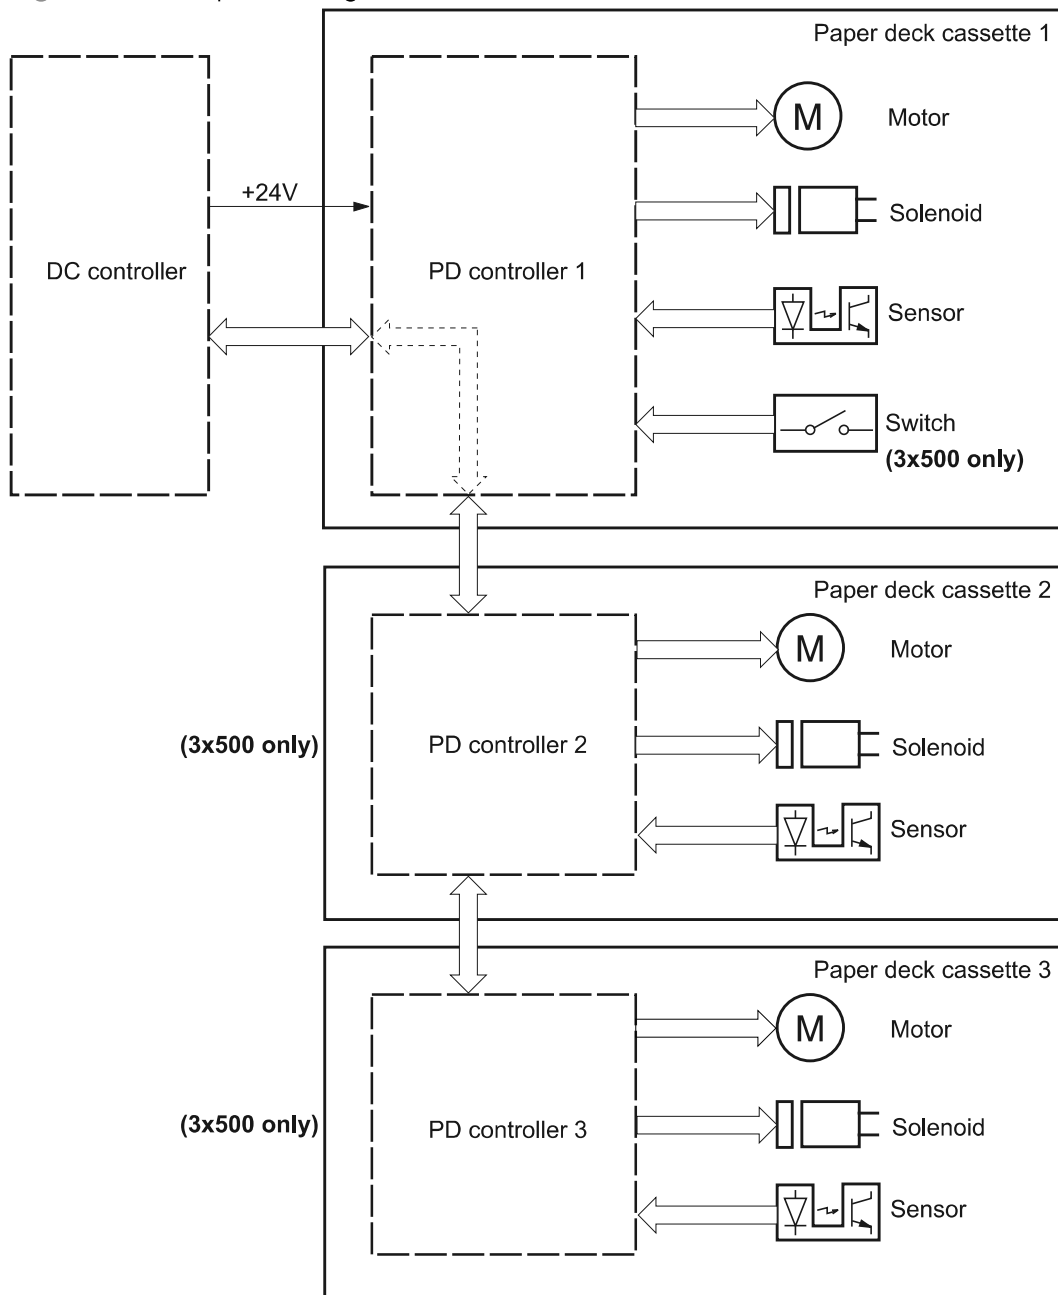 Paper deck cassette 1
M
Motor
+24V
Solenoid
DC controller
PD controller 1
Sensor
Switch
(3x500 only)
Paper deck cassette 2
M
Motor
(3x500 only)
PD controller 2
Solenoid
Sensor
Paper deck cassette 3
M
Motor
(3x500 only)
PD controller 3
Solenoid
Sensor